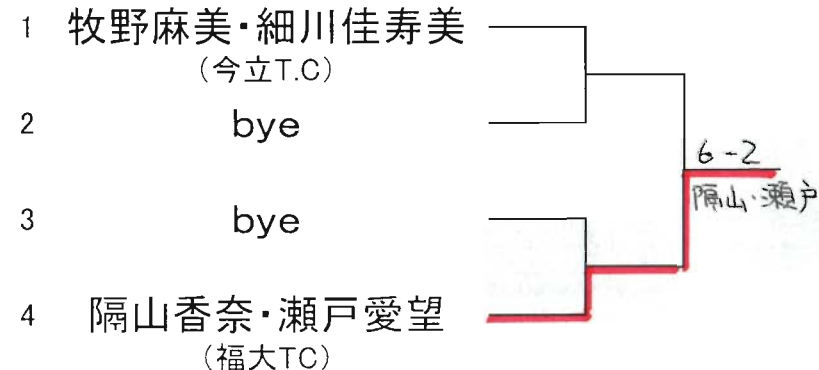 1 牧野麻美・細川佳寿美
(今立T.C)
2 bye
6-2
隔山・瀬戸
3 bye
4 隔山香奈・瀬戸愛望
(福大TC)